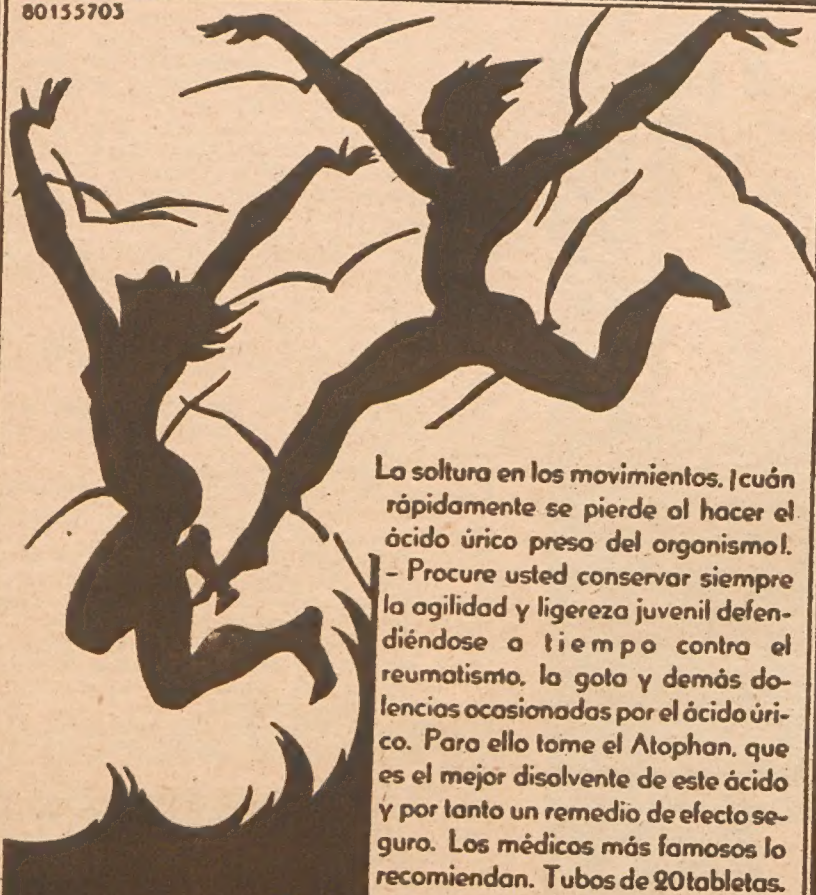 80155703
La soltura en los movimientos. ¡cuán
rápidamente se pierde al hacer el
ácido úrico presa del organismo!.
- Procure usted conservar siempre
la agilidad y ligereza juvenil defen-
diéndose a tiempo contra el
reumatismo, la gota y demás do-
lencias ocasionadas por el ácido úri-
co. Para ello tome el Atophan, que
es el mejor disolvente de este ácido
y por tanto un remedio de efecto se-
guro. Los médicos más famosos lo
recomiendan. Tubos de 20 tabletas.